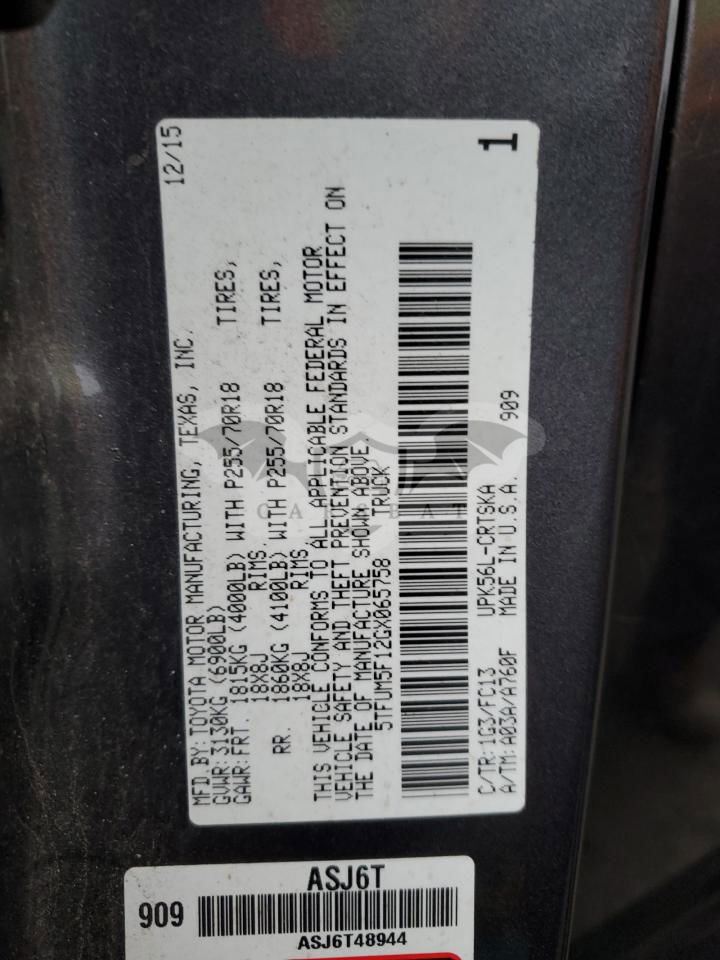 MFD.BY:TOYOTA MOTOR MANUFACTURING, TEXAS, INC. 12/15
GVWR:3130KG (6900LB)
GAWR:FRT. 1815KG (4000LB) WITH P255/70R18 TIRES,
18X8J RIMS
RR. 1860KG (4100LB) WITH P255/70R18 TIRES,
18X8J RIMS
THIS VEHICLE CONFORMS TO ALL APPLICABLE FEDERAL MOTOR
VEHICLE SAFETY AND THEFT PREVENTION STANDARDS IN EFFECT ON
THE DATE OF MANUFACTURE SHOWN ABOVE.
5TFUM5F12GX065758 TRUCK
C/TR:1G3/FC13 UPK56L-CRTSKA 909
A/TM:A03A/A760F MADE IN U.S.A.
1
ASJ6T
909
ASJ6T48944